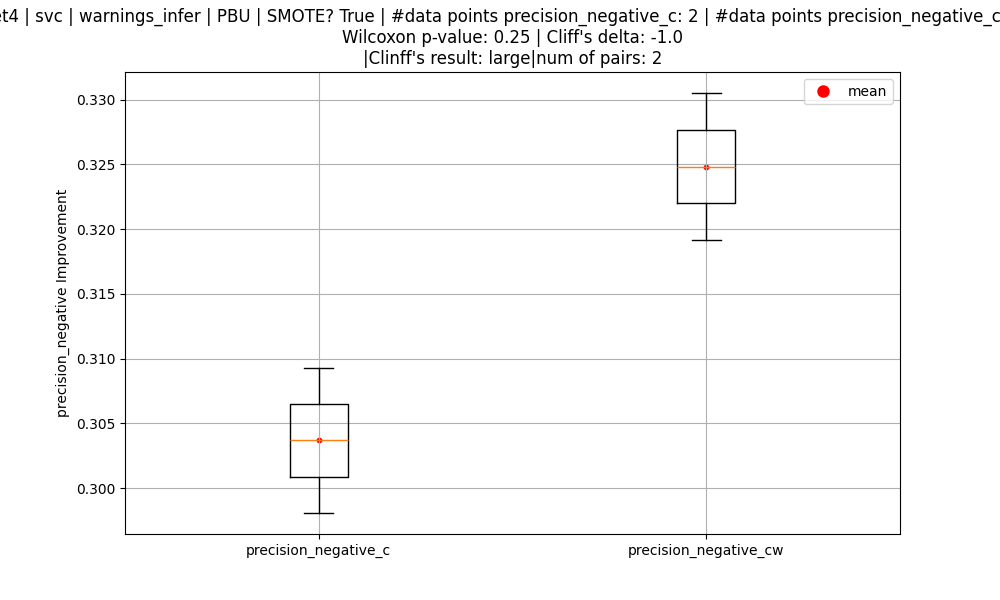 | svc | warnings_infer | PBU | SMOTE? True | #data points precision_negative_c: 2 | #data points
Wilcoxon p-value: 0.25 | Cliff's delta: -1.0
|Clinff's result: large|num of pairs: 2
mean
0.330
0.325
0.320
0.315
0.310
0.305
0.300
precision_negative Improvement
precision_negative_c
precision_negative_cw